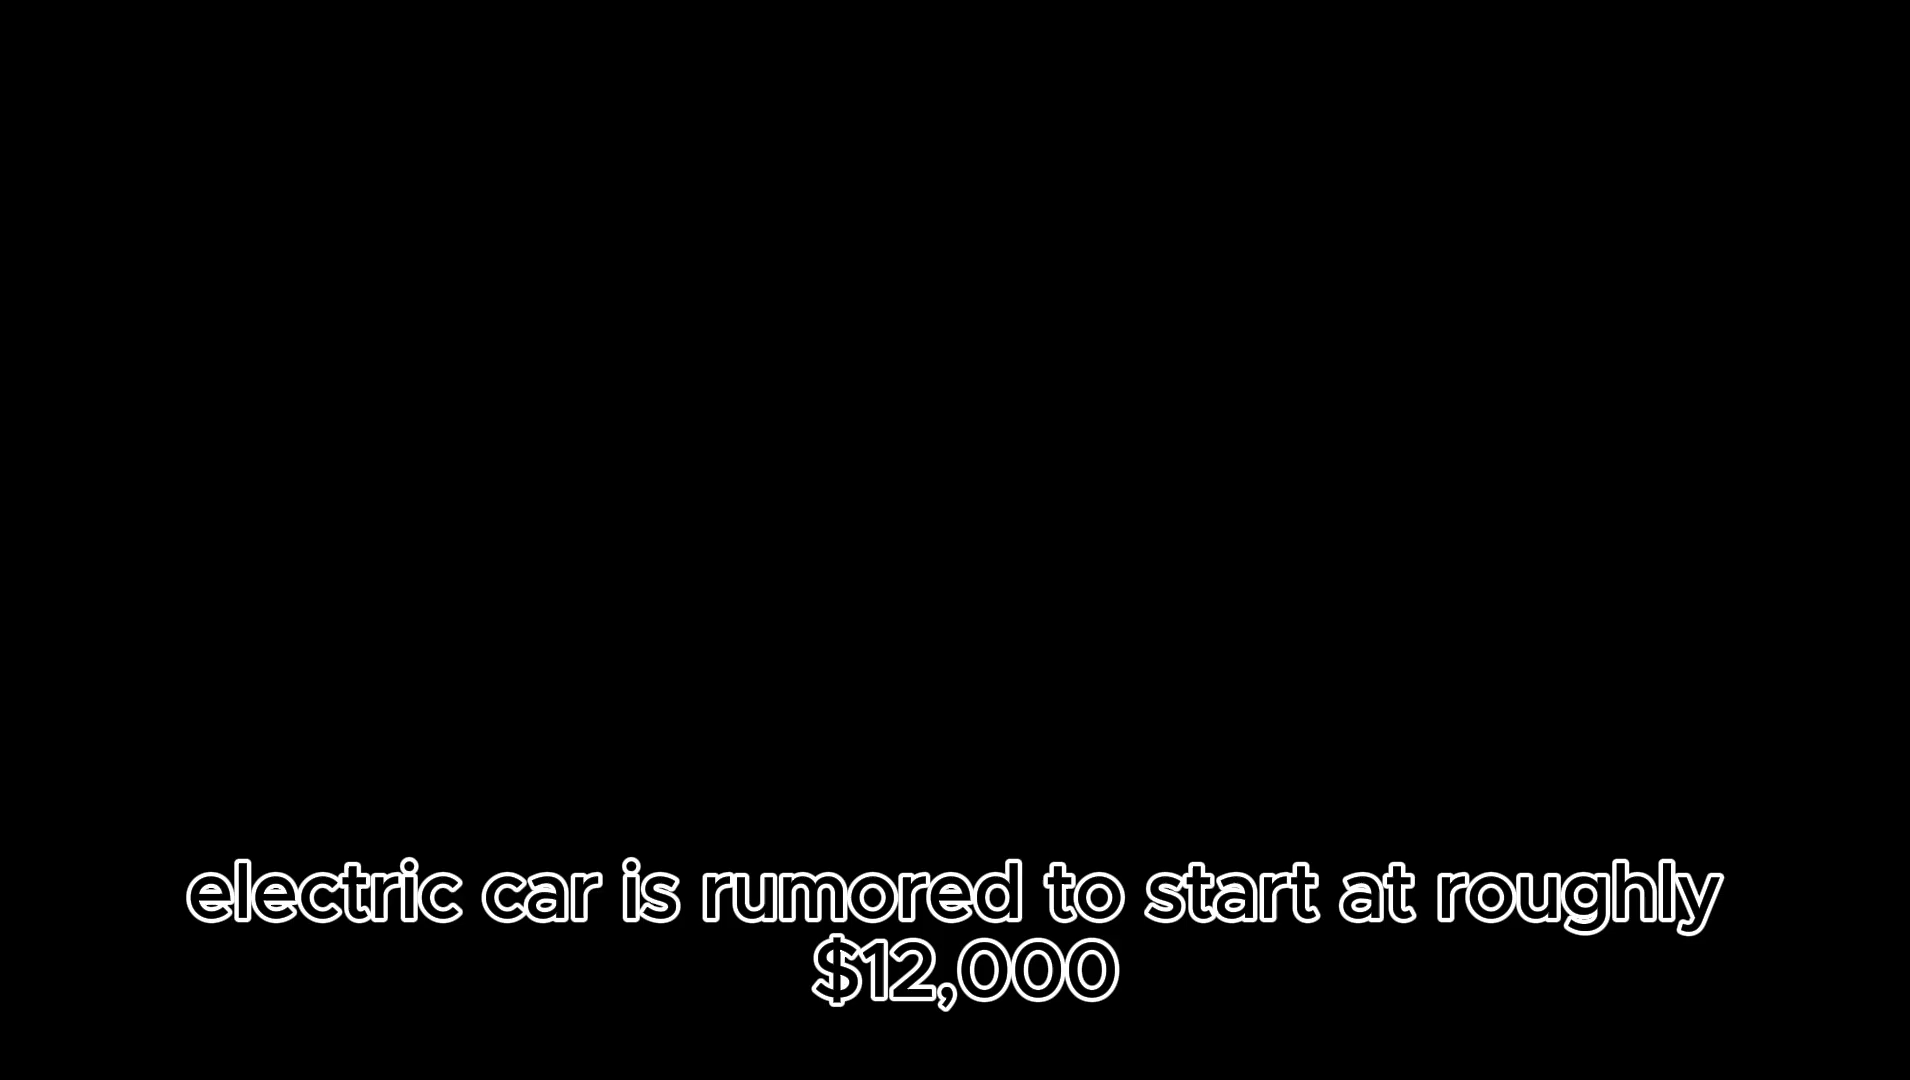 electric car is rumored to start at roughly
$12,000